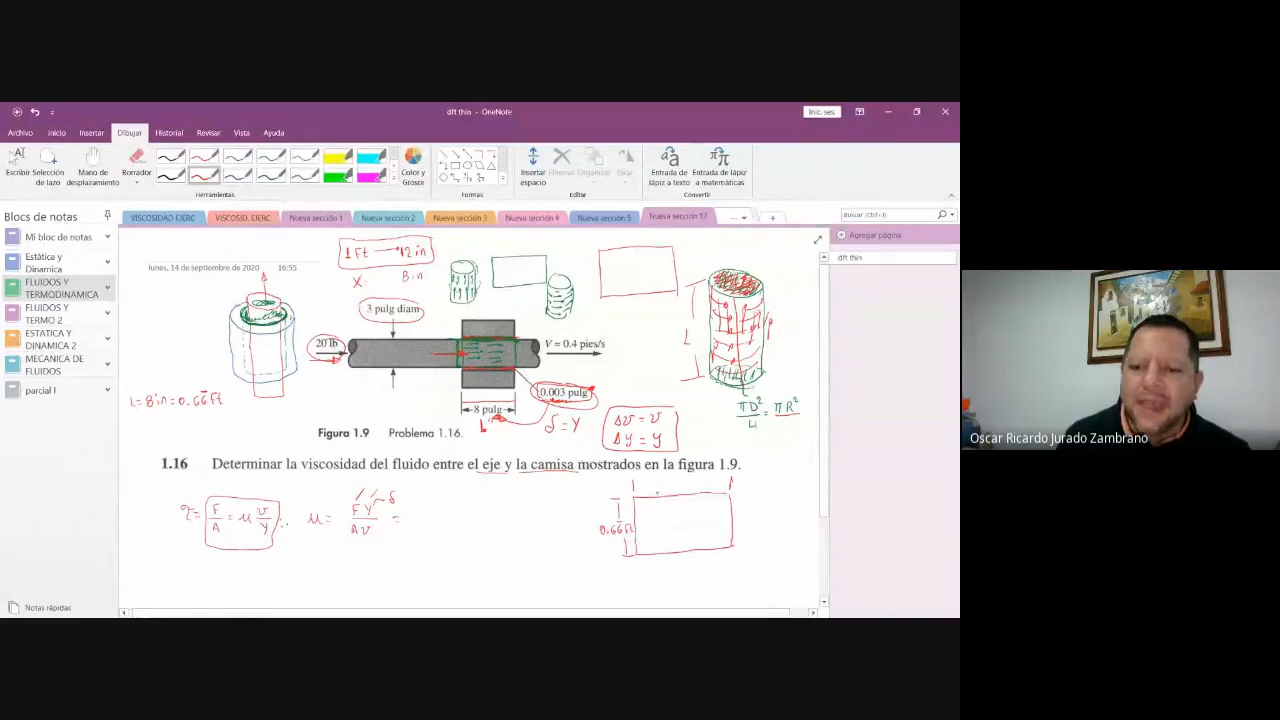 dft thin - OneNote
Inic. ses.
Archivo Inicio Insertar Dibujar Historial Revisar Vista Ayuda
Escribir Selección de lazo Mano de desplazamiento Borrador
Color y Grosor
Insertar espacio Eliminar Organizar Girar
Entrada de lápiz a texto Entrada de lápiz a matemáticas
Herramientas Formas Editar Convertir
Blocs de notas
VISCOSIDAD EJERC VISCOSID, EJERC Nueva sección 1 Nueva sección 2 Nueva sección 3 Nueva sección 4 Nueva sección 5 Nueva sección 12
Buscar (Ctrl+J)
Mi bloc de notas
Estática y Dinamica
FLUIDOS Y TERMODINAMICA
FLUIDOS Y TERMO 2
ESTATICA Y DINAMICA 2
MECANICA DE FLUIDOS
parcial I
Notas rápidas
Agregar página
dft thin
lunes, 14 de septiembre de 2020 16:55
1 Ft → 12 in
X 8 in
3 pulg diam
20 lb
V = 0.4 pies/s
0.003 pulg
8 pulg
L
δ = Y
Δv = v
Δy = y
L = 8 in = 0.66 Ft
L
πD²/4 = πR²
Figura 1.9 Problema 1.16.
1.16 Determinar la viscosidad del fluido entre el eje y la camisa mostrados en la figura 1.9.
τ = F/A = μ v/y ∴ μ = F y/A v =
δ
0.66 Ft
Oscar Ricardo Jurado Zambrano